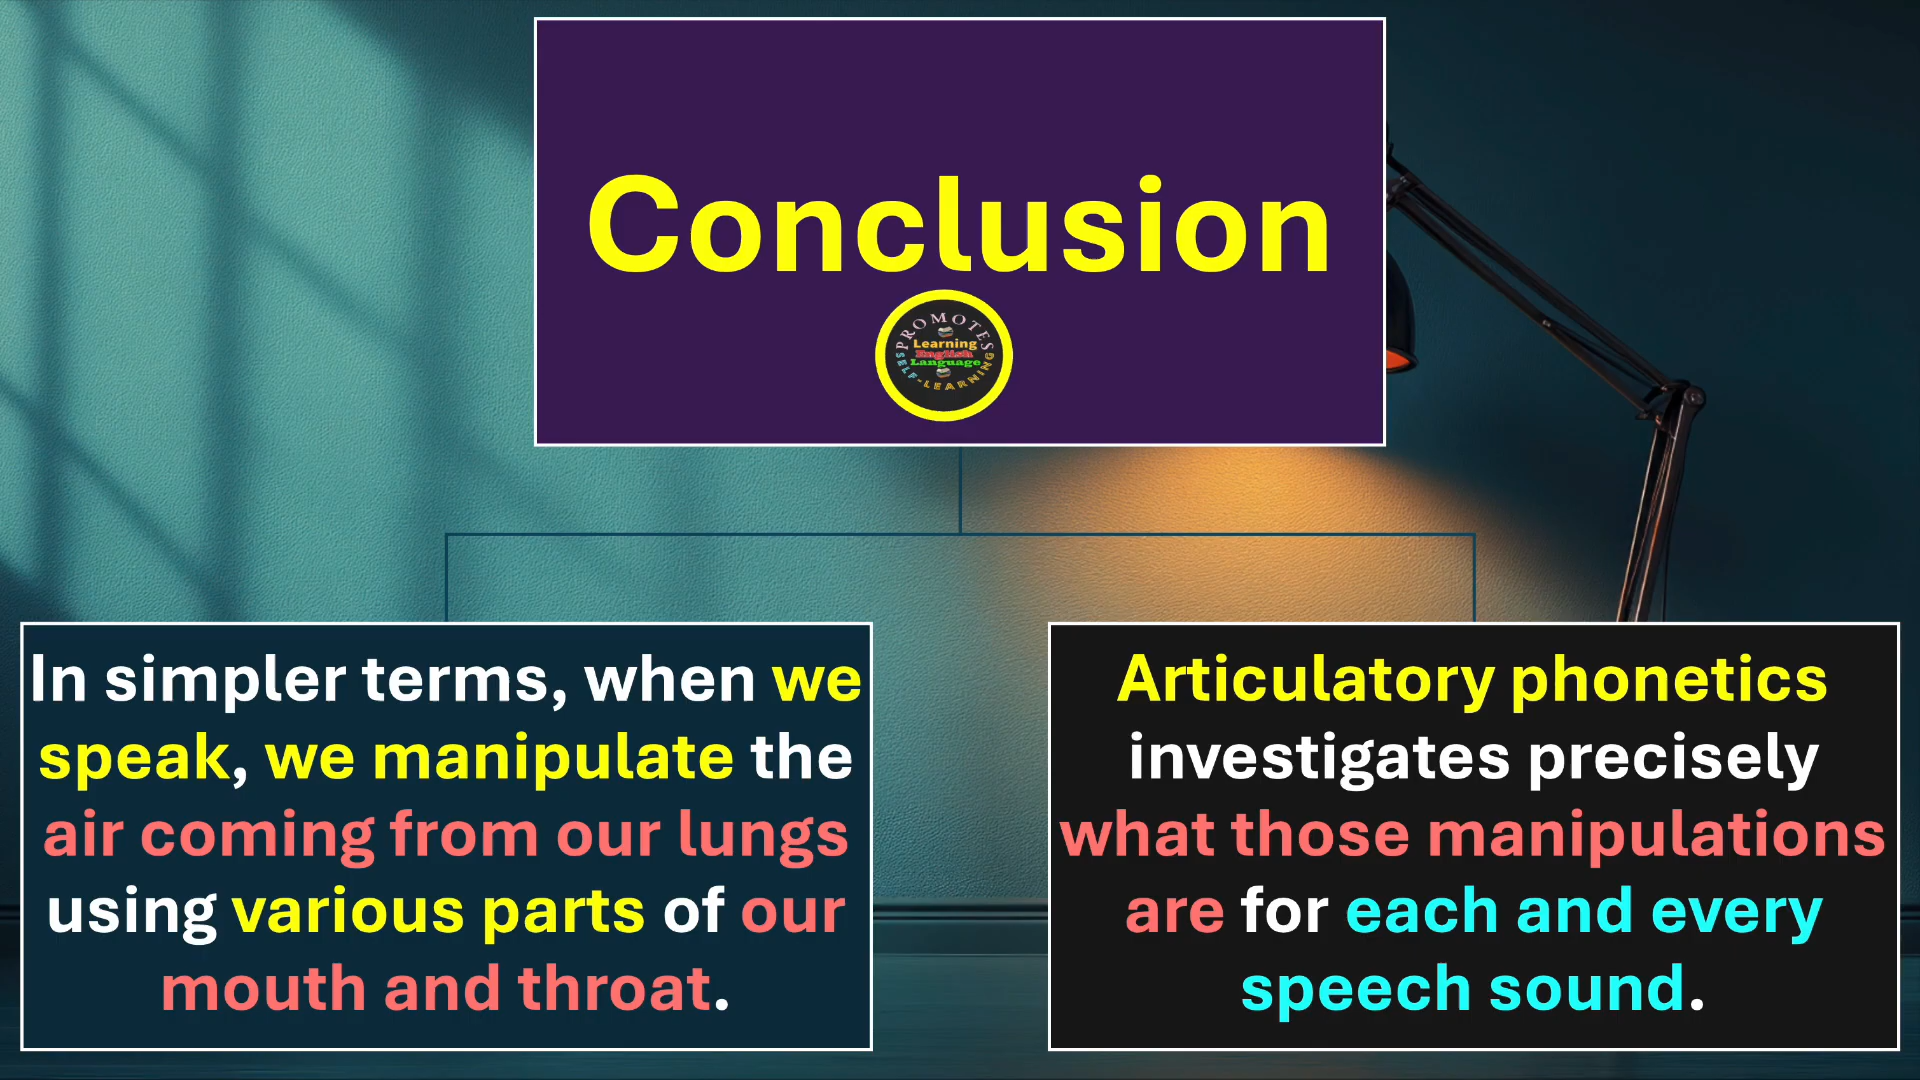 Conclusion
PROMOTES
Learning
English
Language
SELF-LEARNING
In simpler terms, when we
speak, we manipulate the
air coming from our lungs
using various parts of our
mouth and throat.
Articulatory phonetics
investigates precisely
what those manipulations
are for each and every
speech sound.